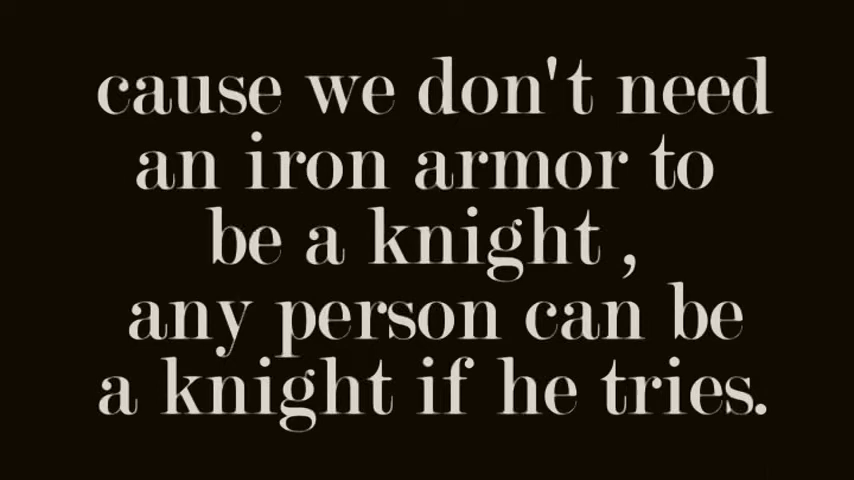 cause we don't need
an iron armor to
be a knight ,
any person can be
a knight if he tries.